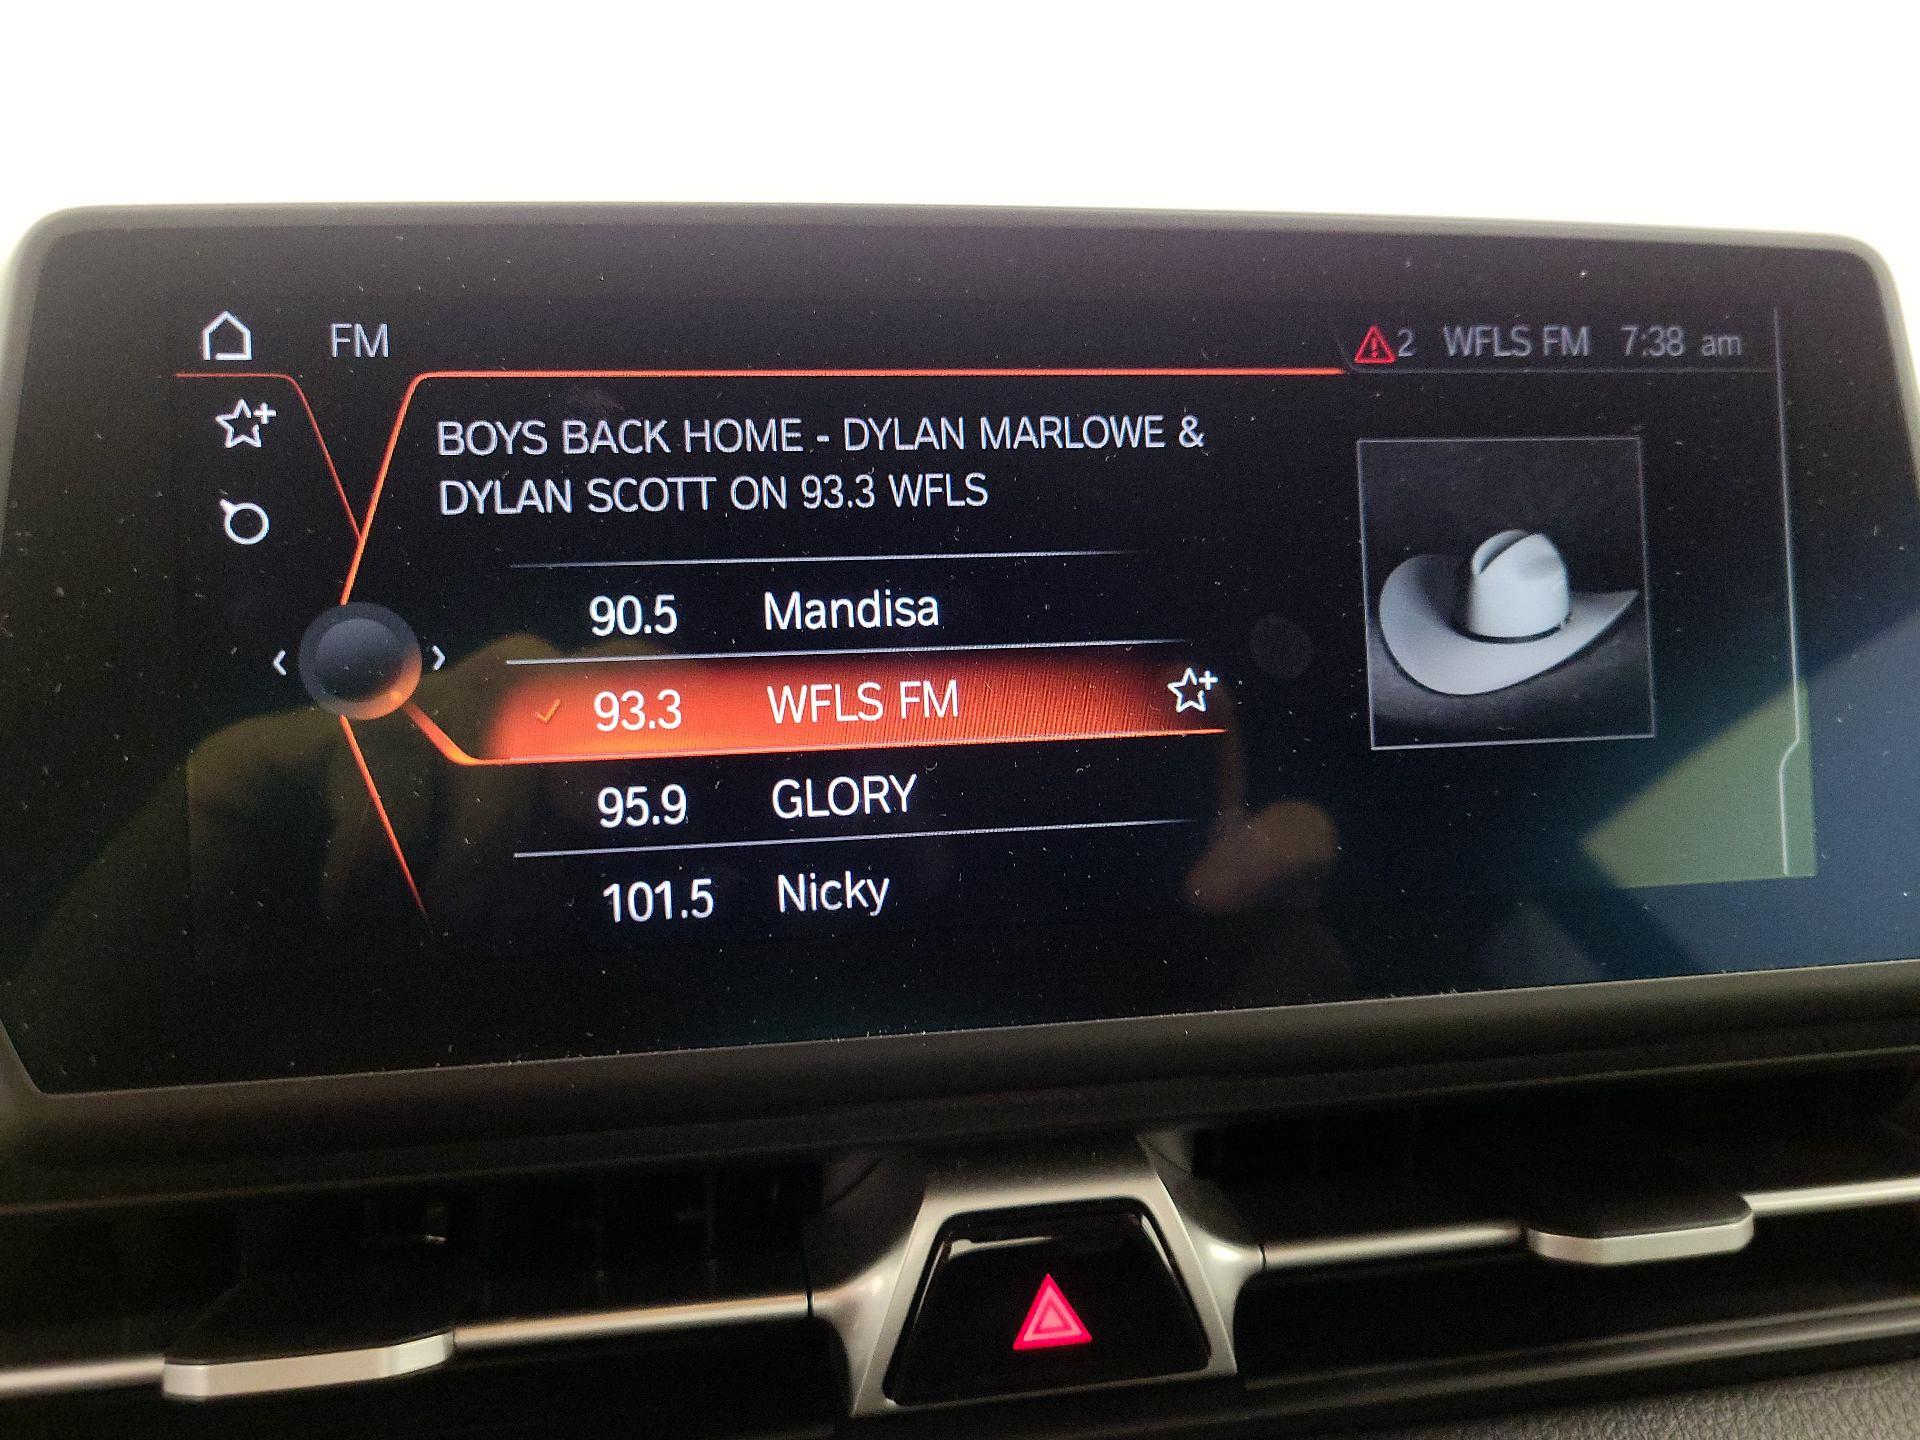 FM
2 WFLS FM 7:38 am
BOYS BACK HOME - DYLAN MARLOWE &
DYLAN SCOTT ON 93.3 WFLS
90.5 Mandisa
93.3 WFLS FM
95.9 GLORY
101.5 Nicky